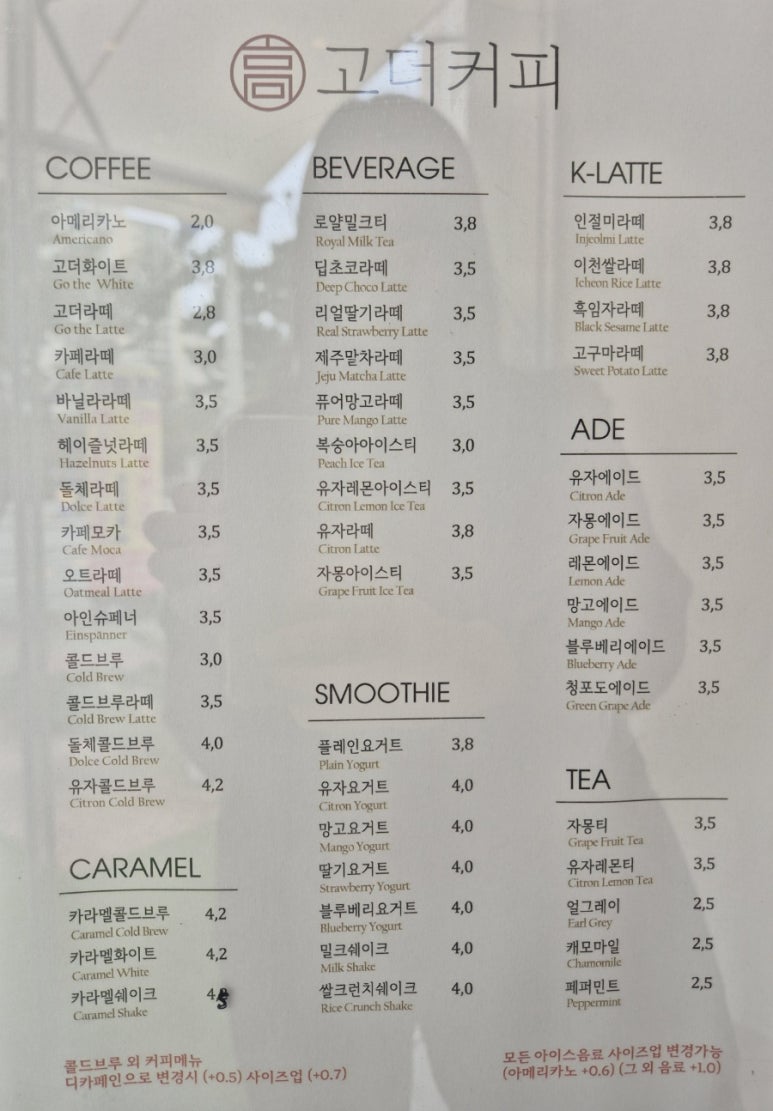 高 고더커피
COFFEE
아메리카노 2,0
Americano
고더화이트 3,8
Go the White
고더라떼 2,8
Go the Latte
카페라떼 3,0
Cafe Latte
바닐라라떼 3,5
Vanilla Latte
헤이즐넛라떼 3,5
Hazelnuts Latte
돌체라떼 3,5
Dolce Latte
카페모카 3,5
Cafe Moca
오트라떼 3,5
Oatmeal Latte
아인슈페너 3,5
Einspänner
콜드브루 3,0
Cold Brew
콜드브루라떼 3,5
Cold Brew Latte
돌체콜드브루 4,0
Dolce Cold Brew
유자콜드브루 4,2
Citron Cold Brew
CARAMEL
카라멜콜드브루 4,2
Caramel Cold Brew
카라멜화이트 4,2
Caramel White
카라멜쉐이크 4,5
Caramel Shake
BEVERAGE
로얄밀크티 3,8
Royal Milk Tea
딥초코라떼 3,5
Deep Choco Latte
리얼딸기라떼 3,5
Real Strawberry Latte
제주말차라떼 3,5
Jeju Matcha Latte
퓨어망고라떼 3,5
Pure Mango Latte
복숭아아이스티 3,0
Peach Ice Tea
유자레몬아이스티 3,5
Citron Lemon Ice Tea
유자라떼 3,8
Citron Latte
자몽아이스티 3,5
Grape Fruit Ice Tea
SMOOTHIE
플레인요거트 3,8
Plain Yogurt
유자요거트 4,0
Citron Yogurt
망고요거트 4,0
Mango Yogurt
딸기요거트 4,0
Strawberry Yogurt
블루베리요거트 4,0
Blueberry Yogurt
밀크쉐이크 4,0
Milk Shake
쌀크런치쉐이크 4,0
Rice Crunch Shake
K-LATTE
인절미라떼 3,8
Injeolmi Latte
이천쌀라떼 3,8
Icheon Rice Latte
흑임자라떼 3,8
Black Sesame Latte
고구마라떼 3,8
Sweet Potato Latte
ADE
유자에이드 3,5
Citron Ade
자몽에이드 3,5
Grape Fruit Ade
레몬에이드 3,5
Lemon Ade
망고에이드 3,5
Mango Ade
블루베리에이드 3,5
Blueberry Ade
청포도에이드 3,5
Green Grape Ade
TEA
자몽티 3,5
Grape Fruit Tea
유자레몬티 3,5
Citron Lemon Tea
얼그레이 2,5
Earl Grey
캐모마일 2,5
Chamomile
페퍼민트 2,5
Peppermint
콜드브루 외 커피메뉴
디카페인으로 변경시 (+0.5) 사이즈업 (+0.7)
모든 아이스음료 사이즈업 변경가능
(아메리카노 +0.6) (그 외 음료 +1.0)